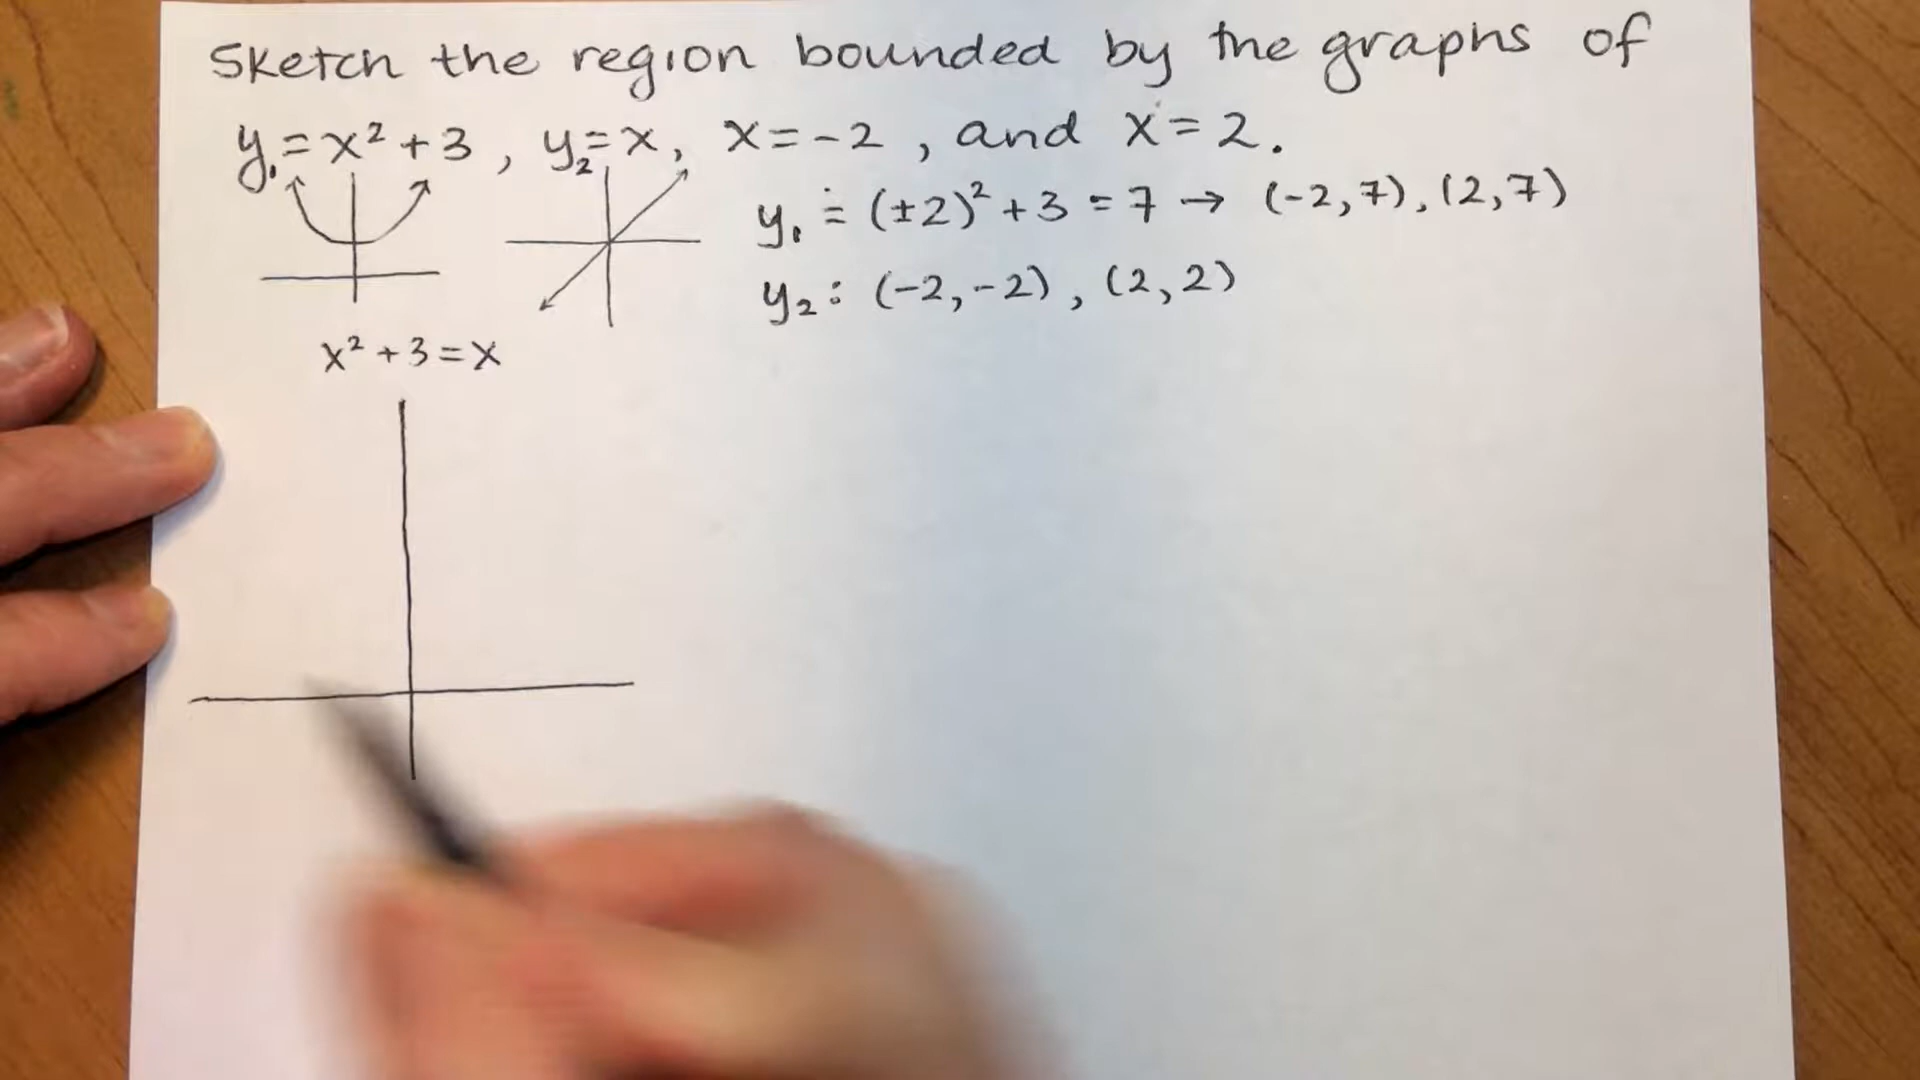 Sketch the region bounded by the graphs of
y₁=x²+3, y₂=x, x=-2, and x=2.
y₁ : (±2)²+3=7→ (-2,7),(2,7)
y₂: (-2,-2), (2,2)
x²+3=x